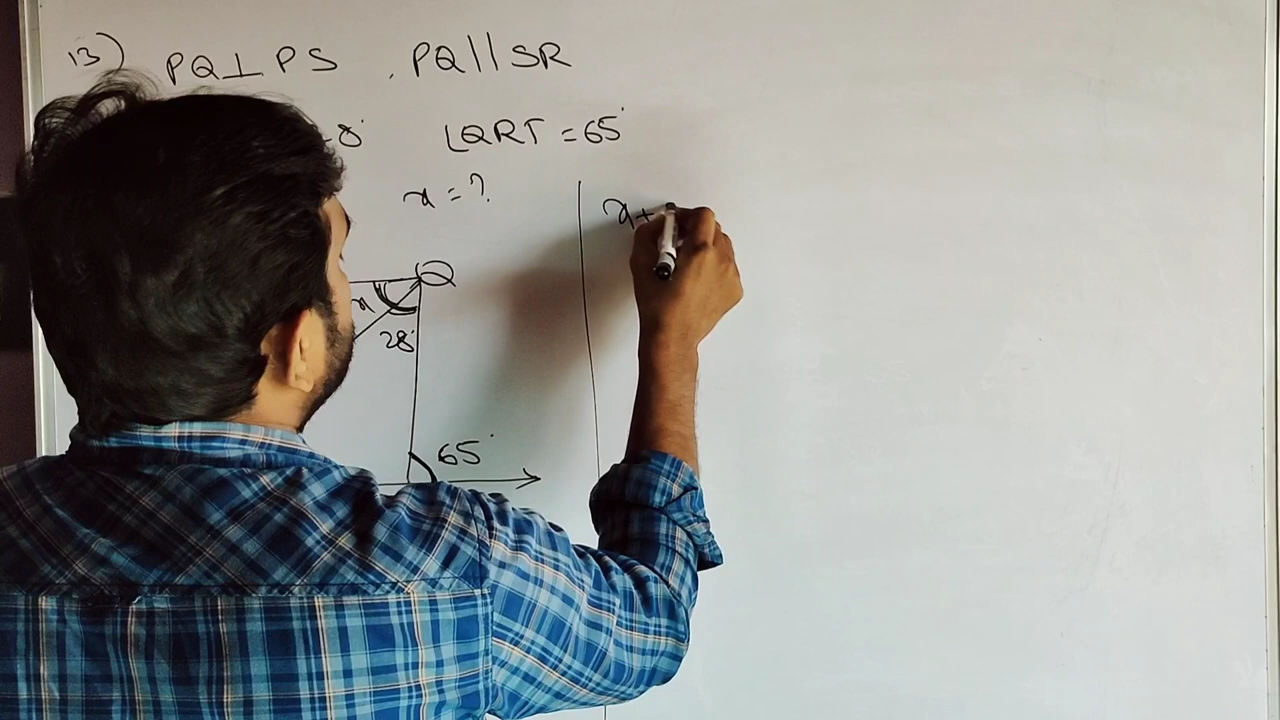 13) PQ⊥PS , PQ||SR
8° ∟QRT = 65°
x = ?
x+
Q
x
28°
65°